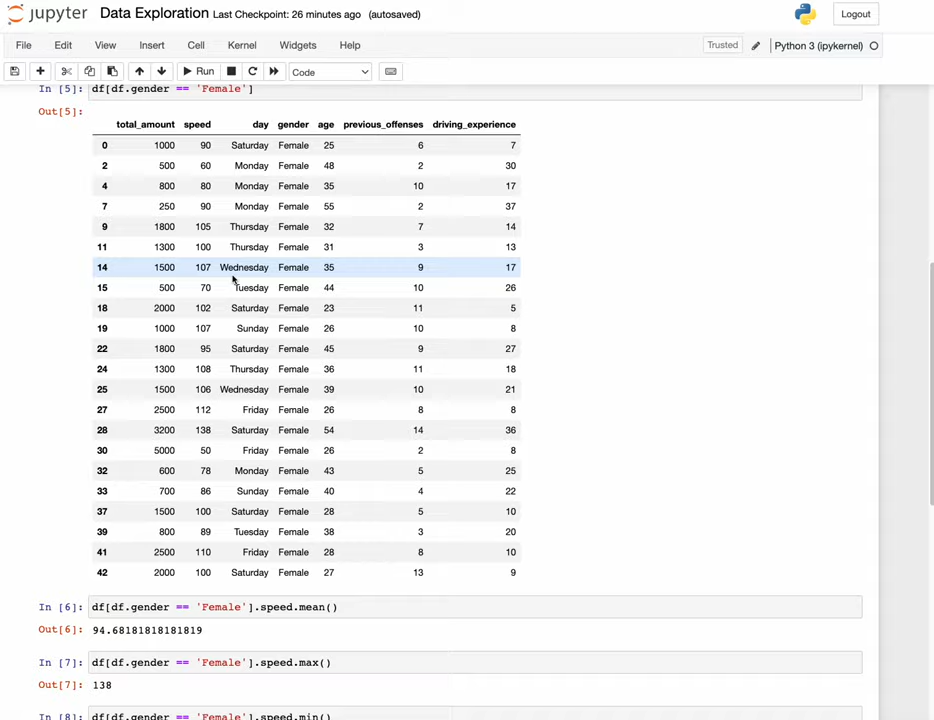 jupyter Data Exploration Last Checkpoint: 26 minutes ago (autosaved) Logout
File Edit View Insert Cell Kernel Widgets Help Trusted Python 3 (ipykernel)
Run Code
In [5]: df[df.gender == 'Female']
Out[5]:
total_amount speed day gender age previous_offenses driving_experience
0 1000 90 Saturday Female 25 6 7
2 500 60 Monday Female 48 2 30
4 800 80 Monday Female 35 10 17
7 250 90 Monday Female 55 2 37
9 1800 105 Thursday Female 32 7 14
11 1300 100 Thursday Female 31 3 13
14 1500 107 Wednesday Female 35 9 17
15 500 70 Tuesday Female 44 10 26
18 2000 102 Saturday Female 23 11 5
19 1000 107 Sunday Female 26 10 8
22 1800 95 Saturday Female 45 9 27
24 1300 108 Thursday Female 36 11 18
25 1500 106 Wednesday Female 39 10 21
27 2500 112 Friday Female 26 8 8
28 3200 138 Saturday Female 54 14 36
30 5000 50 Friday Female 26 2 8
32 600 78 Monday Female 43 5 25
33 700 86 Sunday Female 40 4 22
37 1500 100 Saturday Female 28 5 10
39 800 89 Tuesday Female 38 3 20
41 2500 110 Friday Female 28 8 10
42 2000 100 Saturday Female 27 13 9
In [6]: df[df.gender == 'Female'].speed.mean()
Out[6]: 94.68181818181819
In [7]: df[df.gender == 'Female'].speed.max()
Out[7]: 138
In [8]: df[df.gender == 'Female'].speed.min()